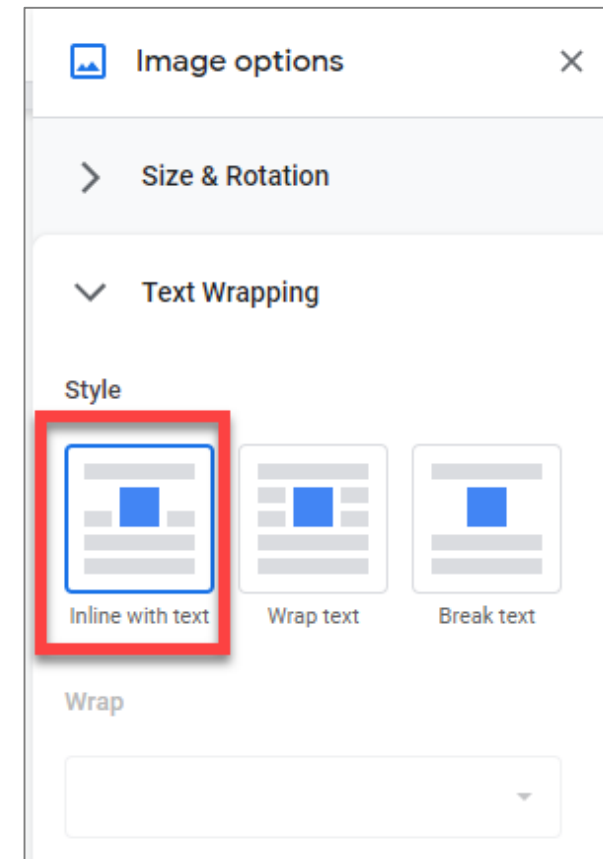 Image options
Size & Rotation
Text Wrapping
Style
Inline with text
Wrap text
Break text
Wrap